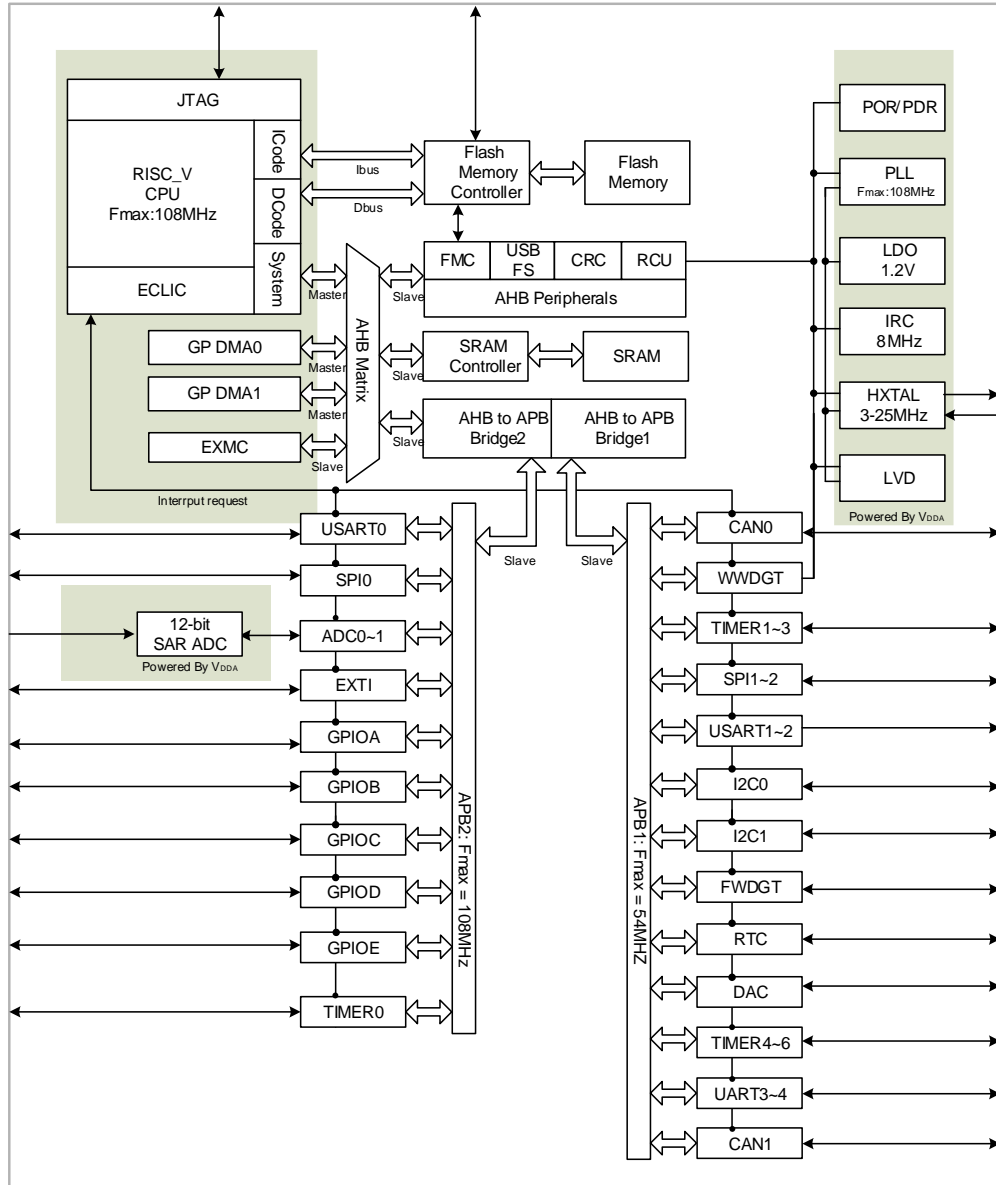 JTAG
RISC_V
CPU
Fmax:108MHz
ICode
DCode
System
ECLIC
Ibus
Dbus
Flash
Memory
Controller
Flash
Memory
FMC
USB
FS
CRC
RCU
AHB Peripherals
Master
Slave
AHB Matrix
GP DMA0
Master
GP DMA1
Master
EXMC
Slave
Slave
SRAM
Controller
SRAM
Slave
AHB to APB
Bridge2
AHB to APB
Bridge1
Interrput request
POR/PDR
PLL
Fmax:108MHz
LDO
1.2V
IRC
8MHz
HXTAL
3-25MHz
LVD
Powered By VDDA
USART0
SPI0
12-bit
SAR ADC
Powered By VDDA
ADC0~1
EXTI
GPIOA
GPIOB
GPIOC
GPIOD
GPIOE
TIMER0
APB2: Fmax = 108MHz
Slave
Slave
APB1: Fmax = 54MHZ
CAN0
WWDGT
TIMER1~3
SPI1~2
USART1~2
I2C0
I2C1
FWDGT
RTC
DAC
TIMER4~6
UART3~4
CAN1